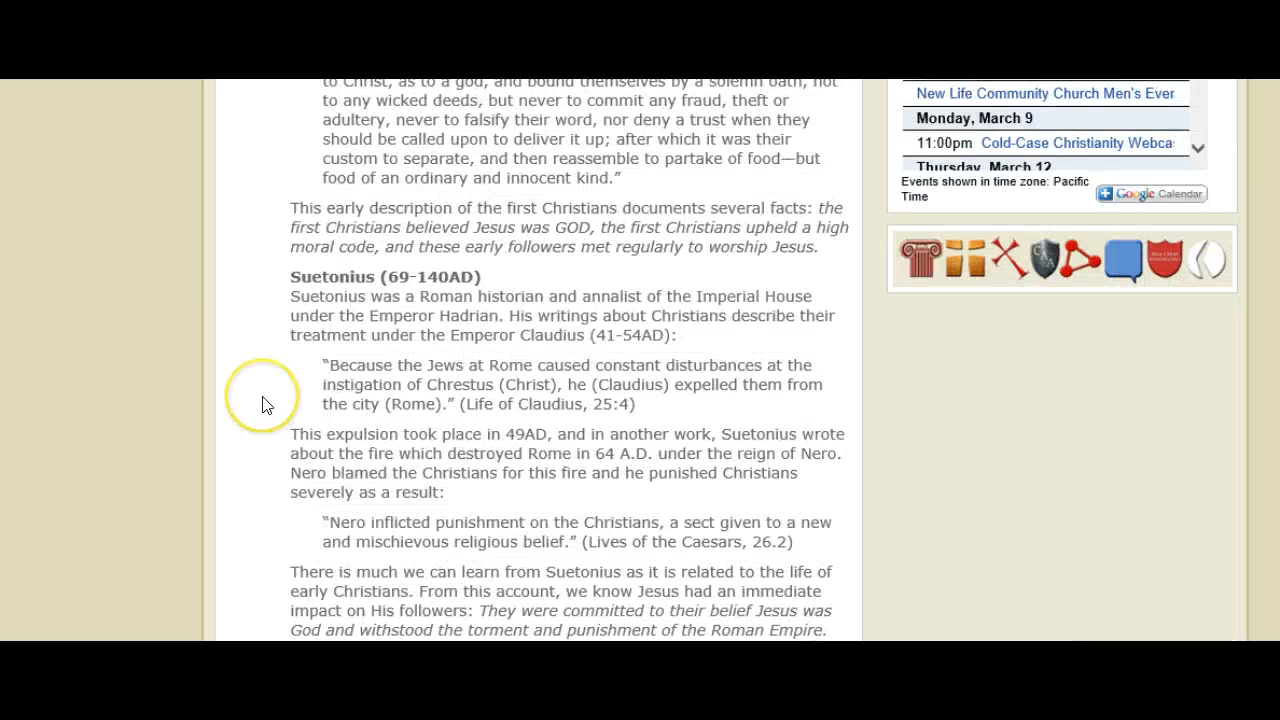 to Christ, as to a god, and bound themselves by a solemn oath, not
to any wicked deeds, but never to commit any fraud, theft or
adultery, never to falsify their word, nor deny a trust when they
should be called upon to deliver it up; after which it was their
custom to separate, and then reassemble to partake of food—but
food of an ordinary and innocent kind.”
This early description of the first Christians documents several facts: the
first Christians believed Jesus was GOD, the first Christians upheld a high
moral code, and these early followers met regularly to worship Jesus.
Suetonius (69-140AD)
Suetonius was a Roman historian and annalist of the Imperial House
under the Emperor Hadrian. His writings about Christians describe their
treatment under the Emperor Claudius (41-54AD):
“Because the Jews at Rome caused constant disturbances at the
instigation of Chrestus (Christ), he (Claudius) expelled them from
the city (Rome).” (Life of Claudius, 25:4)
This expulsion took place in 49AD, and in another work, Suetonius wrote
about the fire which destroyed Rome in 64 A.D. under the reign of Nero.
Nero blamed the Christians for this fire and he punished Christians
severely as a result:
“Nero inflicted punishment on the Christians, a sect given to a new
and mischievous religious belief.” (Lives of the Caesars, 26.2)
There is much we can learn from Suetonius as it is related to the life of
early Christians. From this account, we know Jesus had an immediate
impact on His followers: They were committed to their belief Jesus was
God and withstood the torment and punishment of the Roman Empire.
New Life Community Church Men's Ever
Monday, March 9
11:00pm Cold-Case Christianity Webca
Thursday, March 12
Events shown in time zone: Pacific
Time
Google Calendar